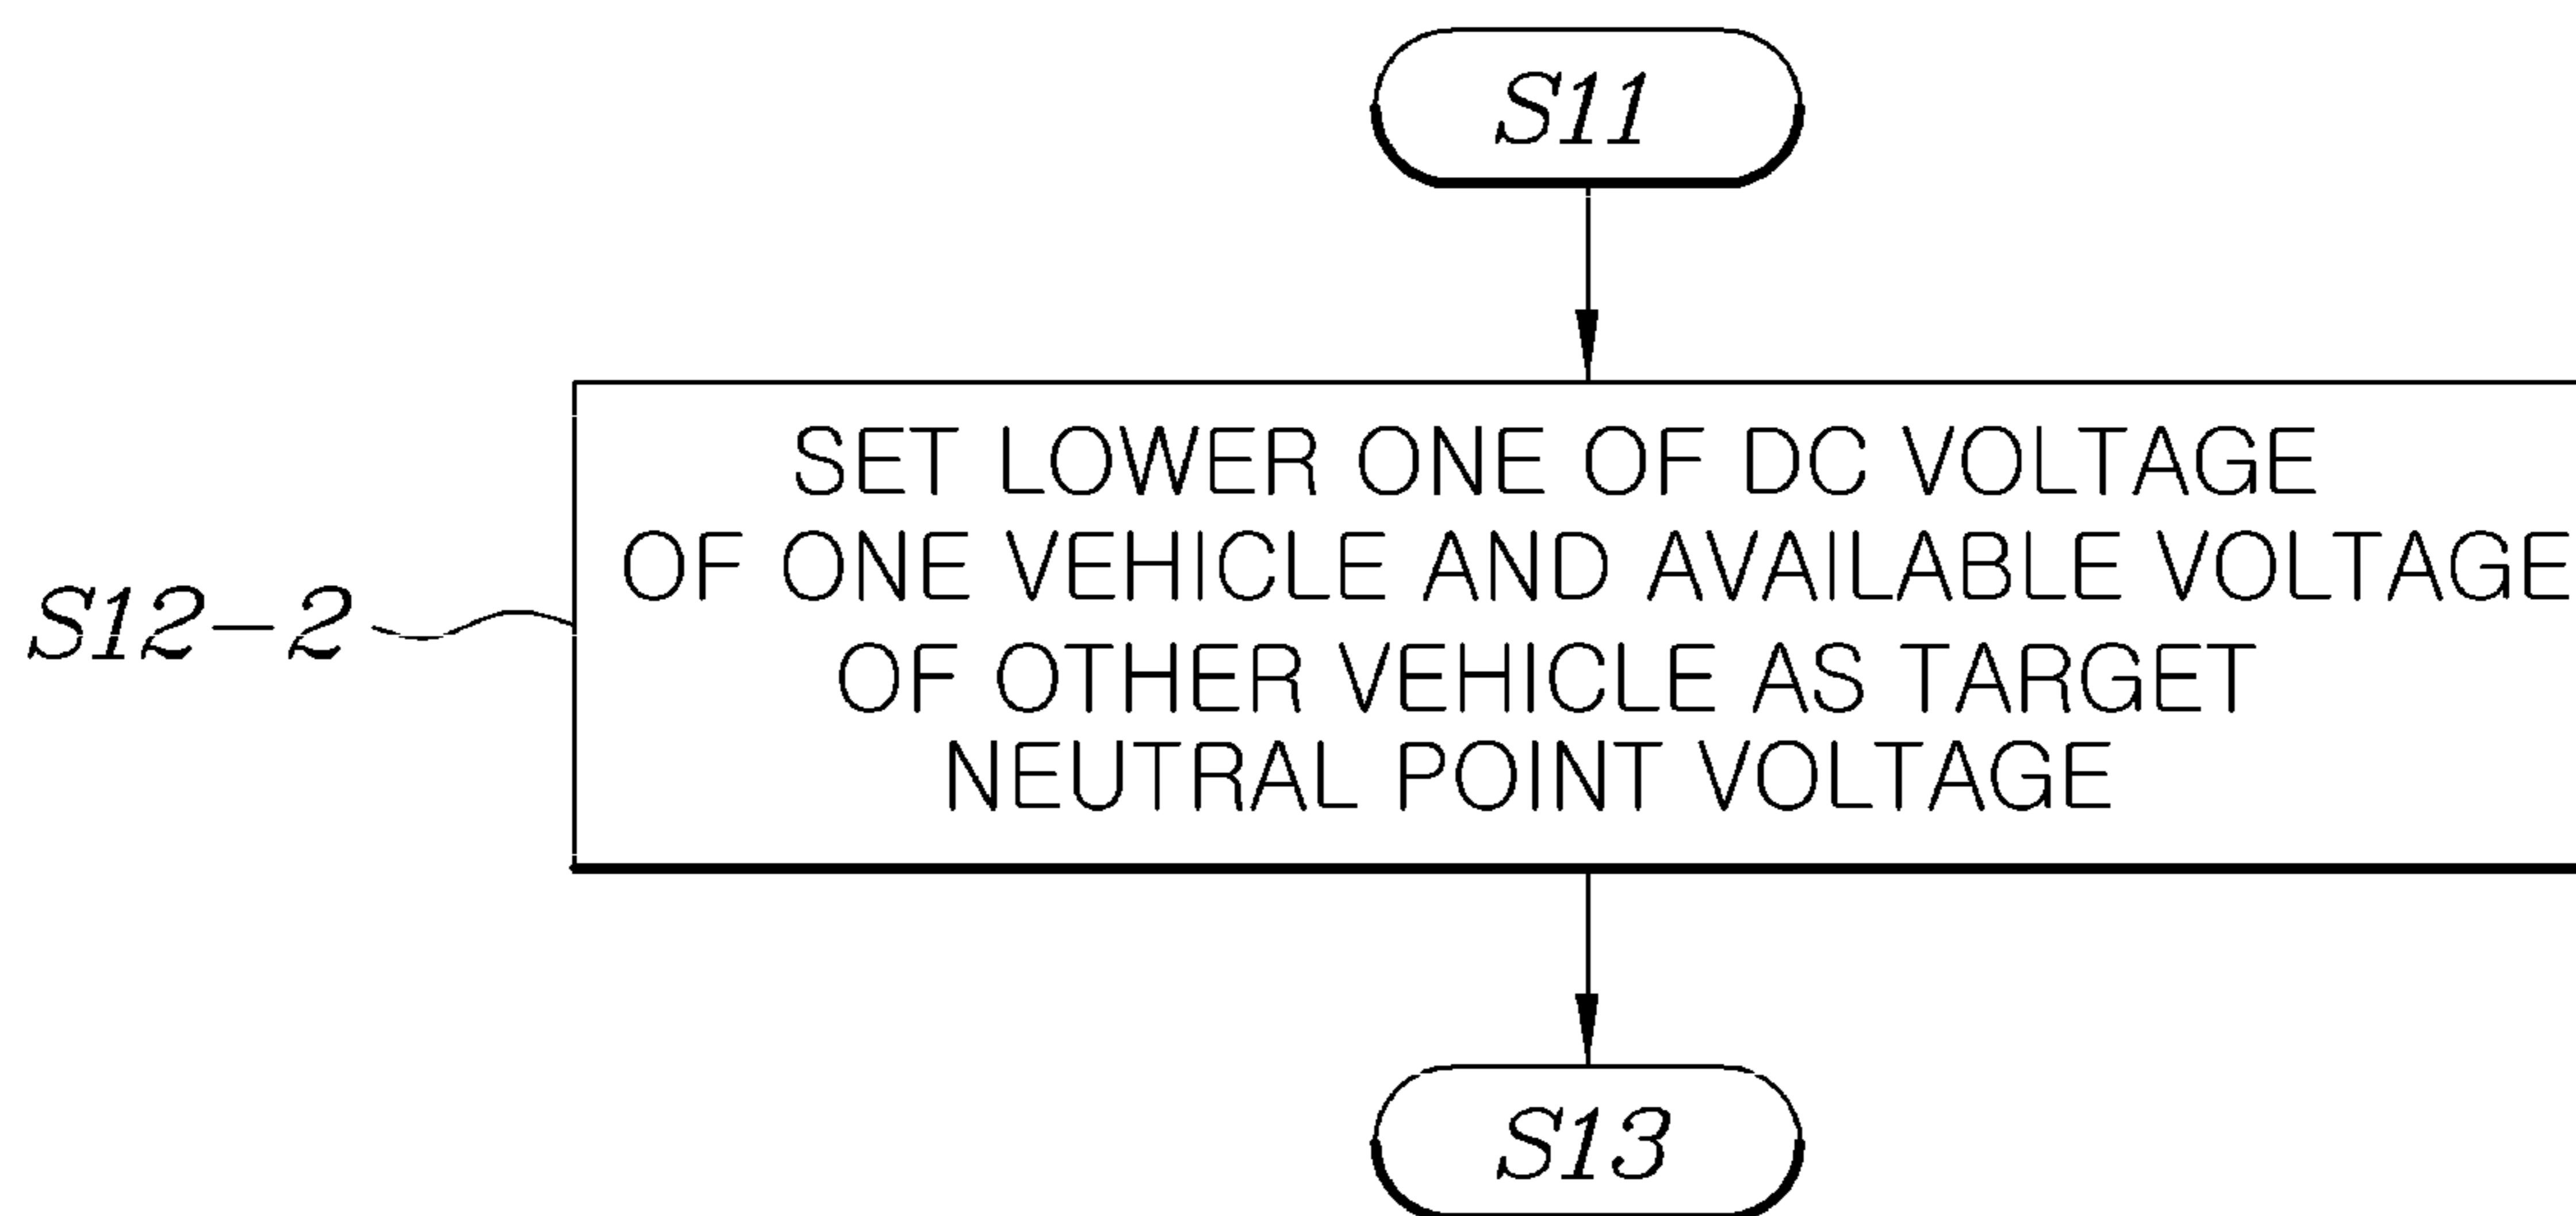 S11
SET LOWER ONE OF DC VOLTAGE
OF ONE VEHICLE AND AVAILABLE VOLTAGE
S12-2
OF OTHER VEHICLE AS TARGET
NEUTRAL POINT VOLTAGE
S13